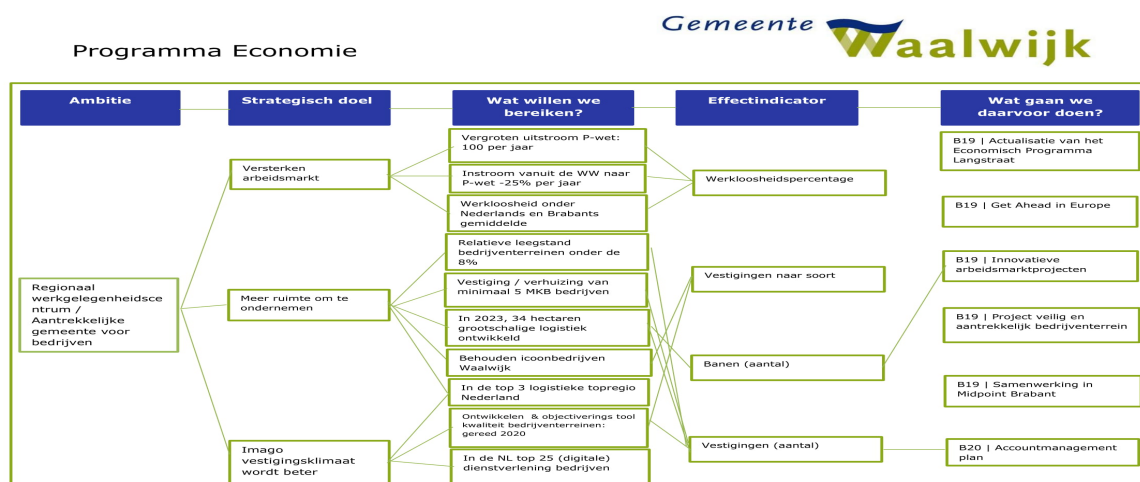 Gemeente
Waalwijk
Programma Economie
Ambitie
Strategisch doel
Wat willen we
bereiken?
Effectindicator
Wat gaan we
daarvoor doen?
Regionaal
werkgelegenheidsce
ntrum /
Aantrekkelijke
gemeente voor
bedrijven
Versterken
arbeidsmarkt
Meer ruimte om te
ondernemen
Imago
vestigingsklimaat
wordt beter
Vergroten uitstroom P-wet:
100 per jaar
Instroom vanuit de WW naar
P-wet -25% per jaar
Werkloosheid onder
Nederlands en Brabants
gemiddelde
Relatieve leegstand
bedrijventerreinen onder de
8%
Vestiging / verhuizing van
minimaal 5 MKB bedrijven
In 2023, 34 hectaren
grootschalige logistiek
ontwikkeld
Behouden icoonbedrijven
Waalwijk
In de top 3 logistieke topregio
Nederland
Ontwikkelen & objectiverings tool
kwaliteit bedrijventerreinen:
gereed 2020
In de NL top 25 (digitale)
dienstverlening bedrijven
Werkloosheidspercentage
Vestigingen naar soort
Banen (aantal)
Vestigingen (aantal)
B19 | Actualisatie van het
Economisch Programma
Langstraat
B19 | Get Ahead in Europe
B19 | Innovatieve
arbeidsmarktprojecten
B19 | Project veilig en
aantrekkelijk bedrijventerrein
B19 | Samenwerking in
Midpoint Brabant
B20 | Accountmanagement
plan